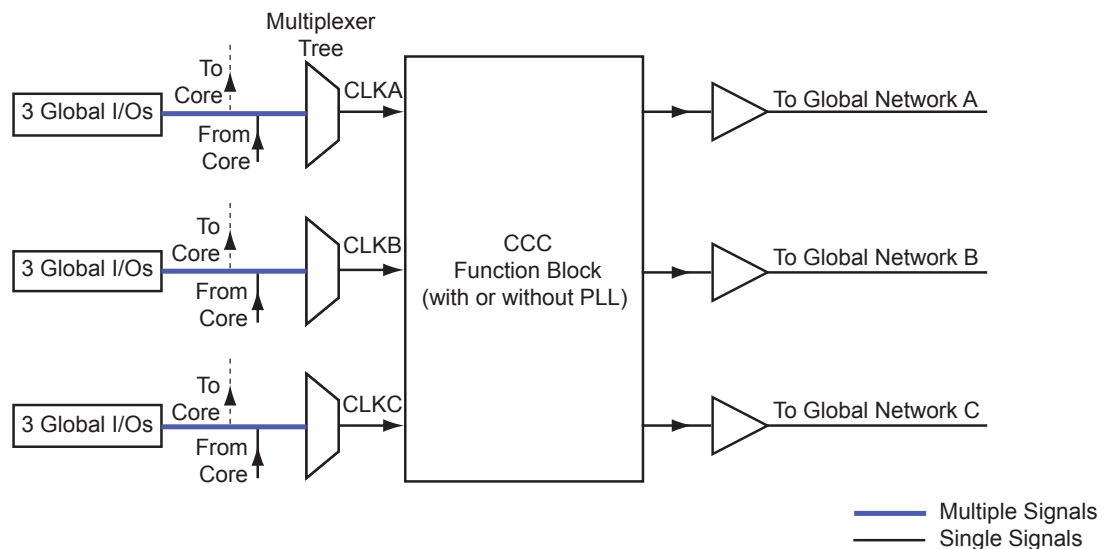 Multiplexer
Tree
To
Core
3 Global I/Os
From
Core
CLKA
To Global Network A
To
Core
3 Global I/Os
From
Core
CLKB
CCC
Function Block
(with or without PLL)
To Global Network B
To
Core
3 Global I/Os
From
Core
CLKC
To Global Network C
Multiple Signals
Single Signals